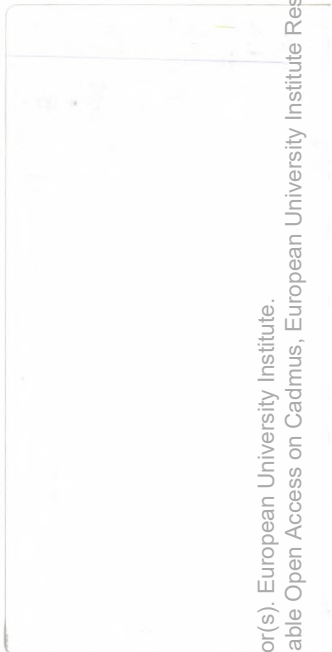 or(s). European University Institute.
able Open Access on Cadmus, European University Institute Res